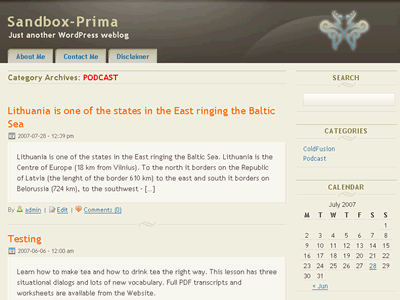 Sandbox-Prima
Just another WordPress weblog
About Me
Contact Me
Disclaimer
Category Archives: PODCAST
Lithuania is one of the states in the East ringing the Baltic
Sea
2007-07-28 - 12:39 pm
Lithuania is one of the states in the East ringing the Baltic Sea. Lithuania is the
Centre of Europe (18 km from Vilnius). To the north it borders on the Republic
of Latvia (the lenght of the border 610 km) to the east and south it borders on
Belorussia (724 km), to the southwest - [...]
By admin | Edit | Comments (0)
Testing
2007-06-06 - 12:00 am
Learn how to make tea and how to drink tea the right way. This lesson has three
situational dialogs and lots of new vocabulary. Full PDF transcripts and
worksheets are available from the Website.
SEARCH
CATEGORIES
ColdFusion
Podcast
CALENDAR
July 2007
M T W T F S S
1
2 3 4 5 6 7 8
9 10 11 12 13 14 15
16 17 18 19 20 21 22
23 24 25 26 27 28 29
30 31
« Jun